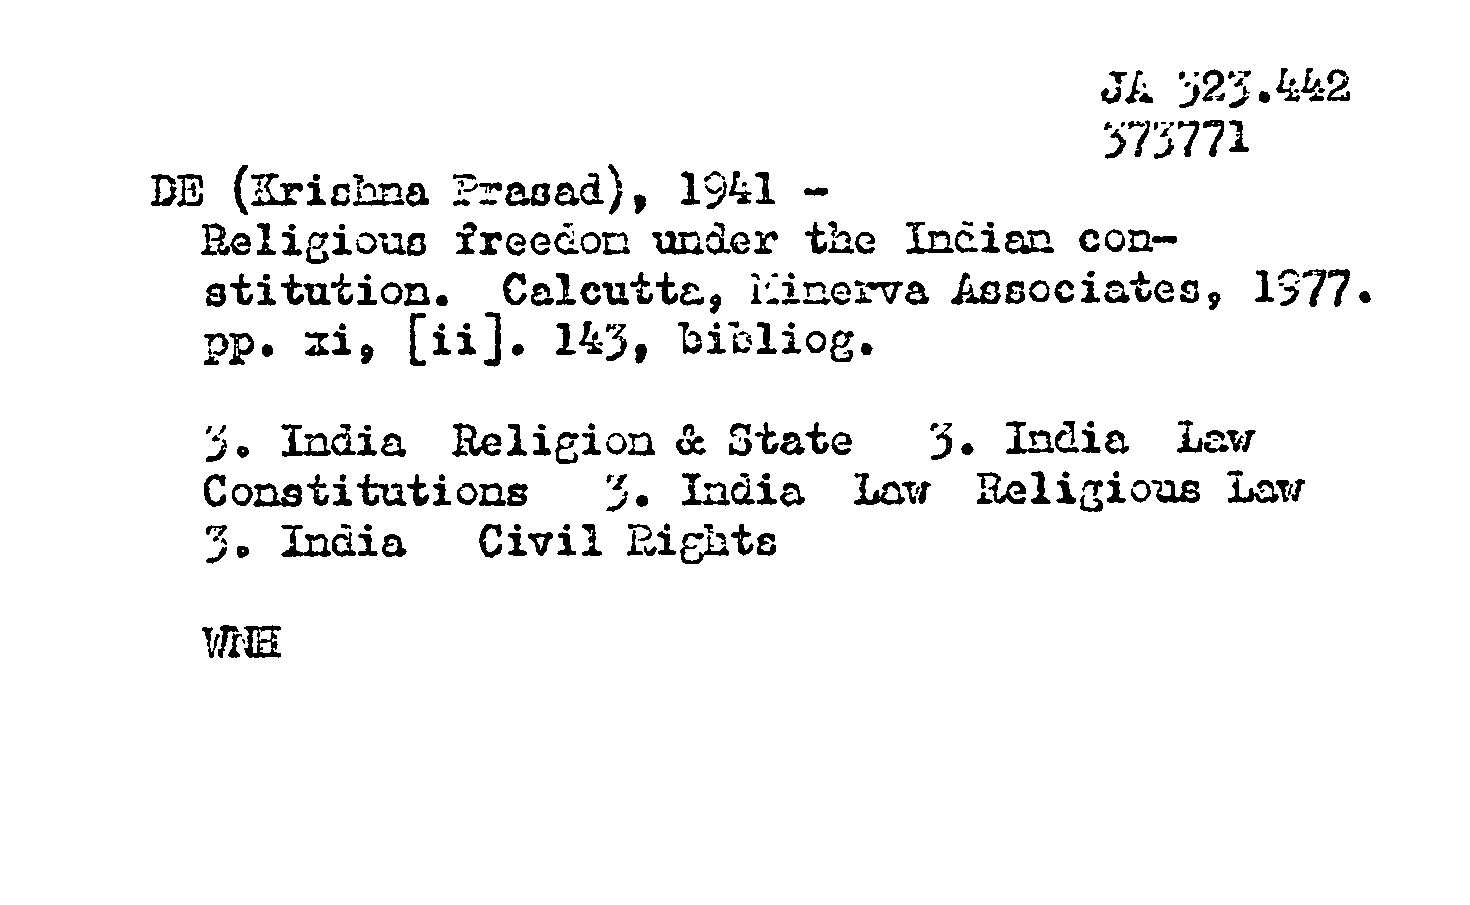 JA 323.442
373771
DE (Krishna Prasad), 1941 -
Religious freedom under the Indian con-
stitution. Calcutta, Minerva Associates, 1977.
pp. xi, [ii]. 143, bibliog.
3. India Religion & State 3. India Law
Constitutions 3. India Law Religious Law
3. India Civil Rights
WNH